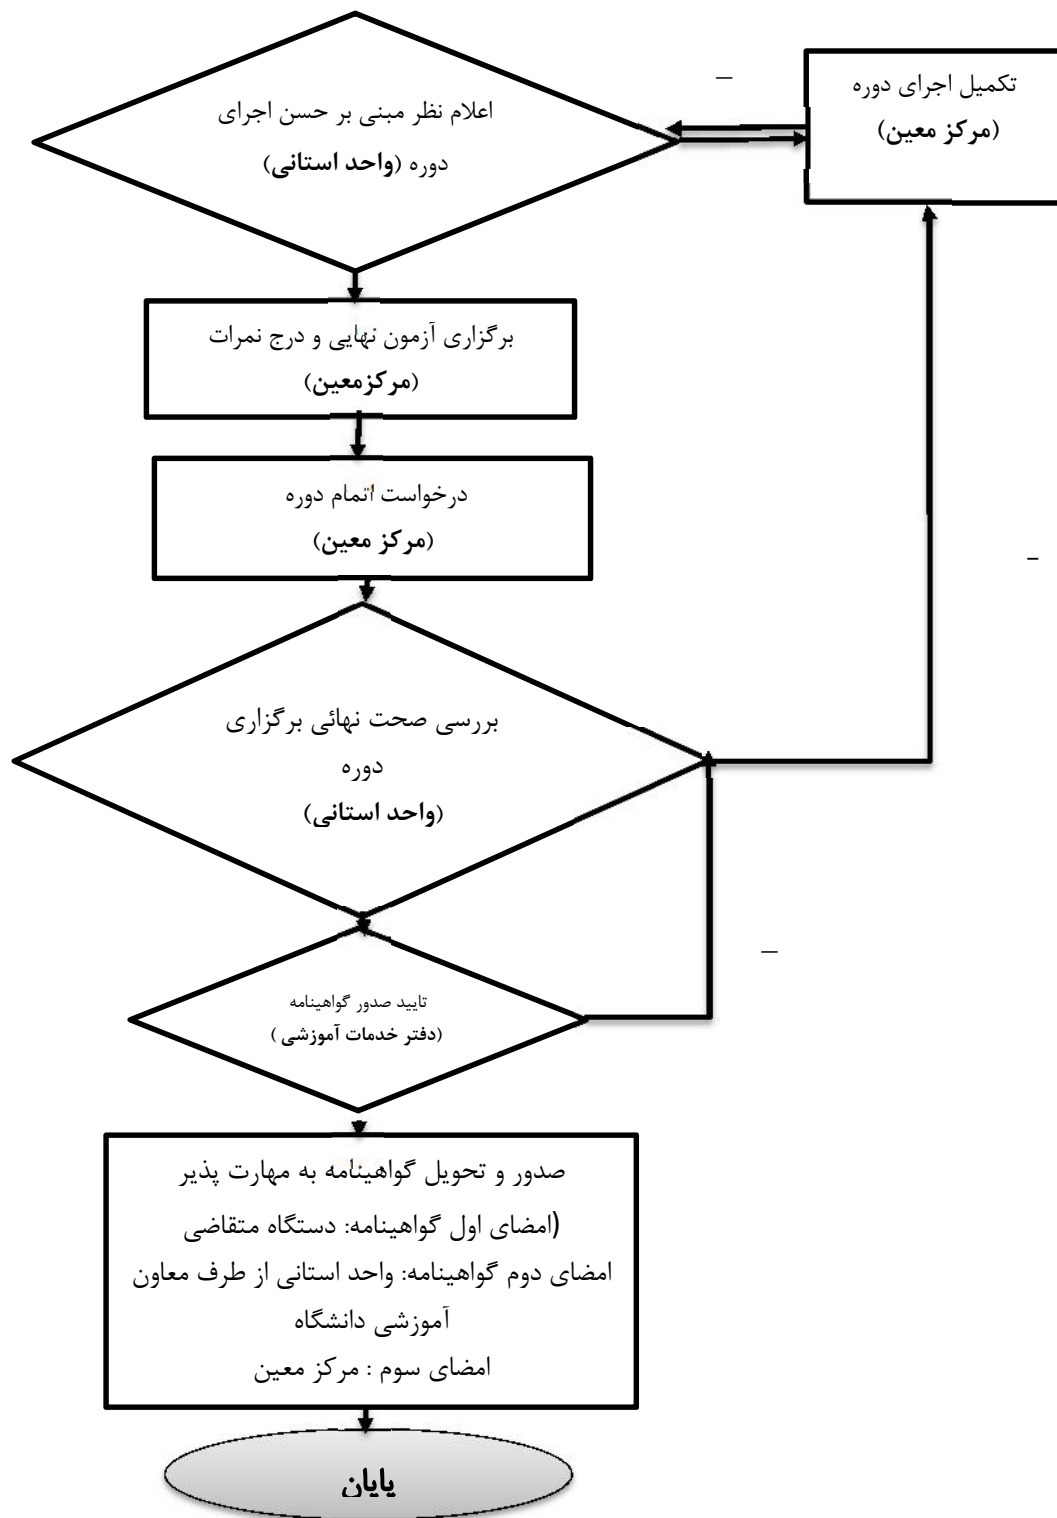 اعلام نظر مبنی بر حسن اجرای
دوره (واحد استانی)
–
تکمیل اجرای دوره
(مرکز معین)
برگزاری آزمون نهایی و درج نمرات
(مرکزمعین)
درخواست اتمام دوره
(مرکز معین)
–
بررسی صحت نهائی برگزاری
دوره
(واحد استانی)
–
تایید صدور گواهینامه
(دفتر خدمات آموزشی )
صدور و تحویل گواهینامه به مهارت پذیر
(امضای اول گواهینامه: دستگاه متقاضی
امضای دوم گواهینامه: واحد استانی از طرف معاون
آموزشی دانشگاه
امضای سوم : مرکز معین
پایان